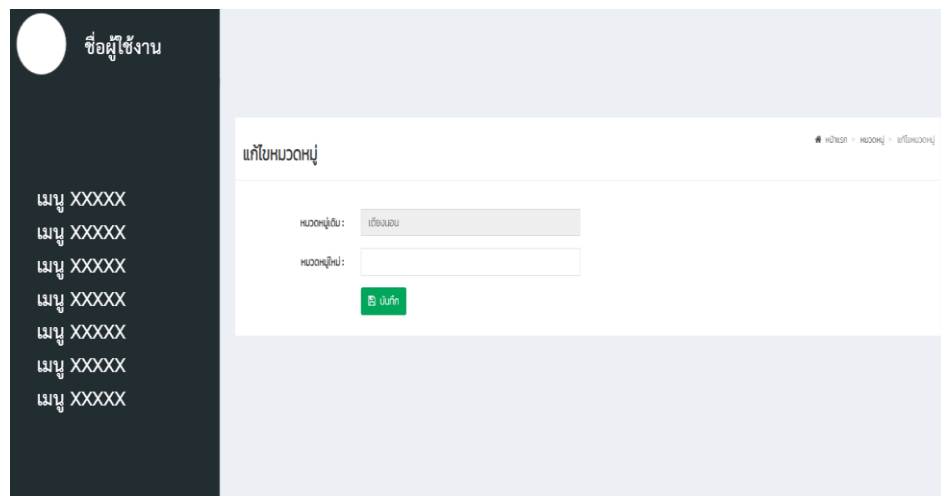 ชื่อผู้ใช้งาน
แก้ไขหมวดหมู่
หน้าแรก > หมวดหมู่ > แก้ไขหมวดหมู่
เมนู XXXXX
หมวดหมู่เดิม :
เตียงนอน
เมนู XXXXX
หมวดหมู่ใหม่ :
เมนู XXXXX
บันทึก
เมนู XXXXX
เมนู XXXXX
เมนู XXXXX
เมนู XXXXX